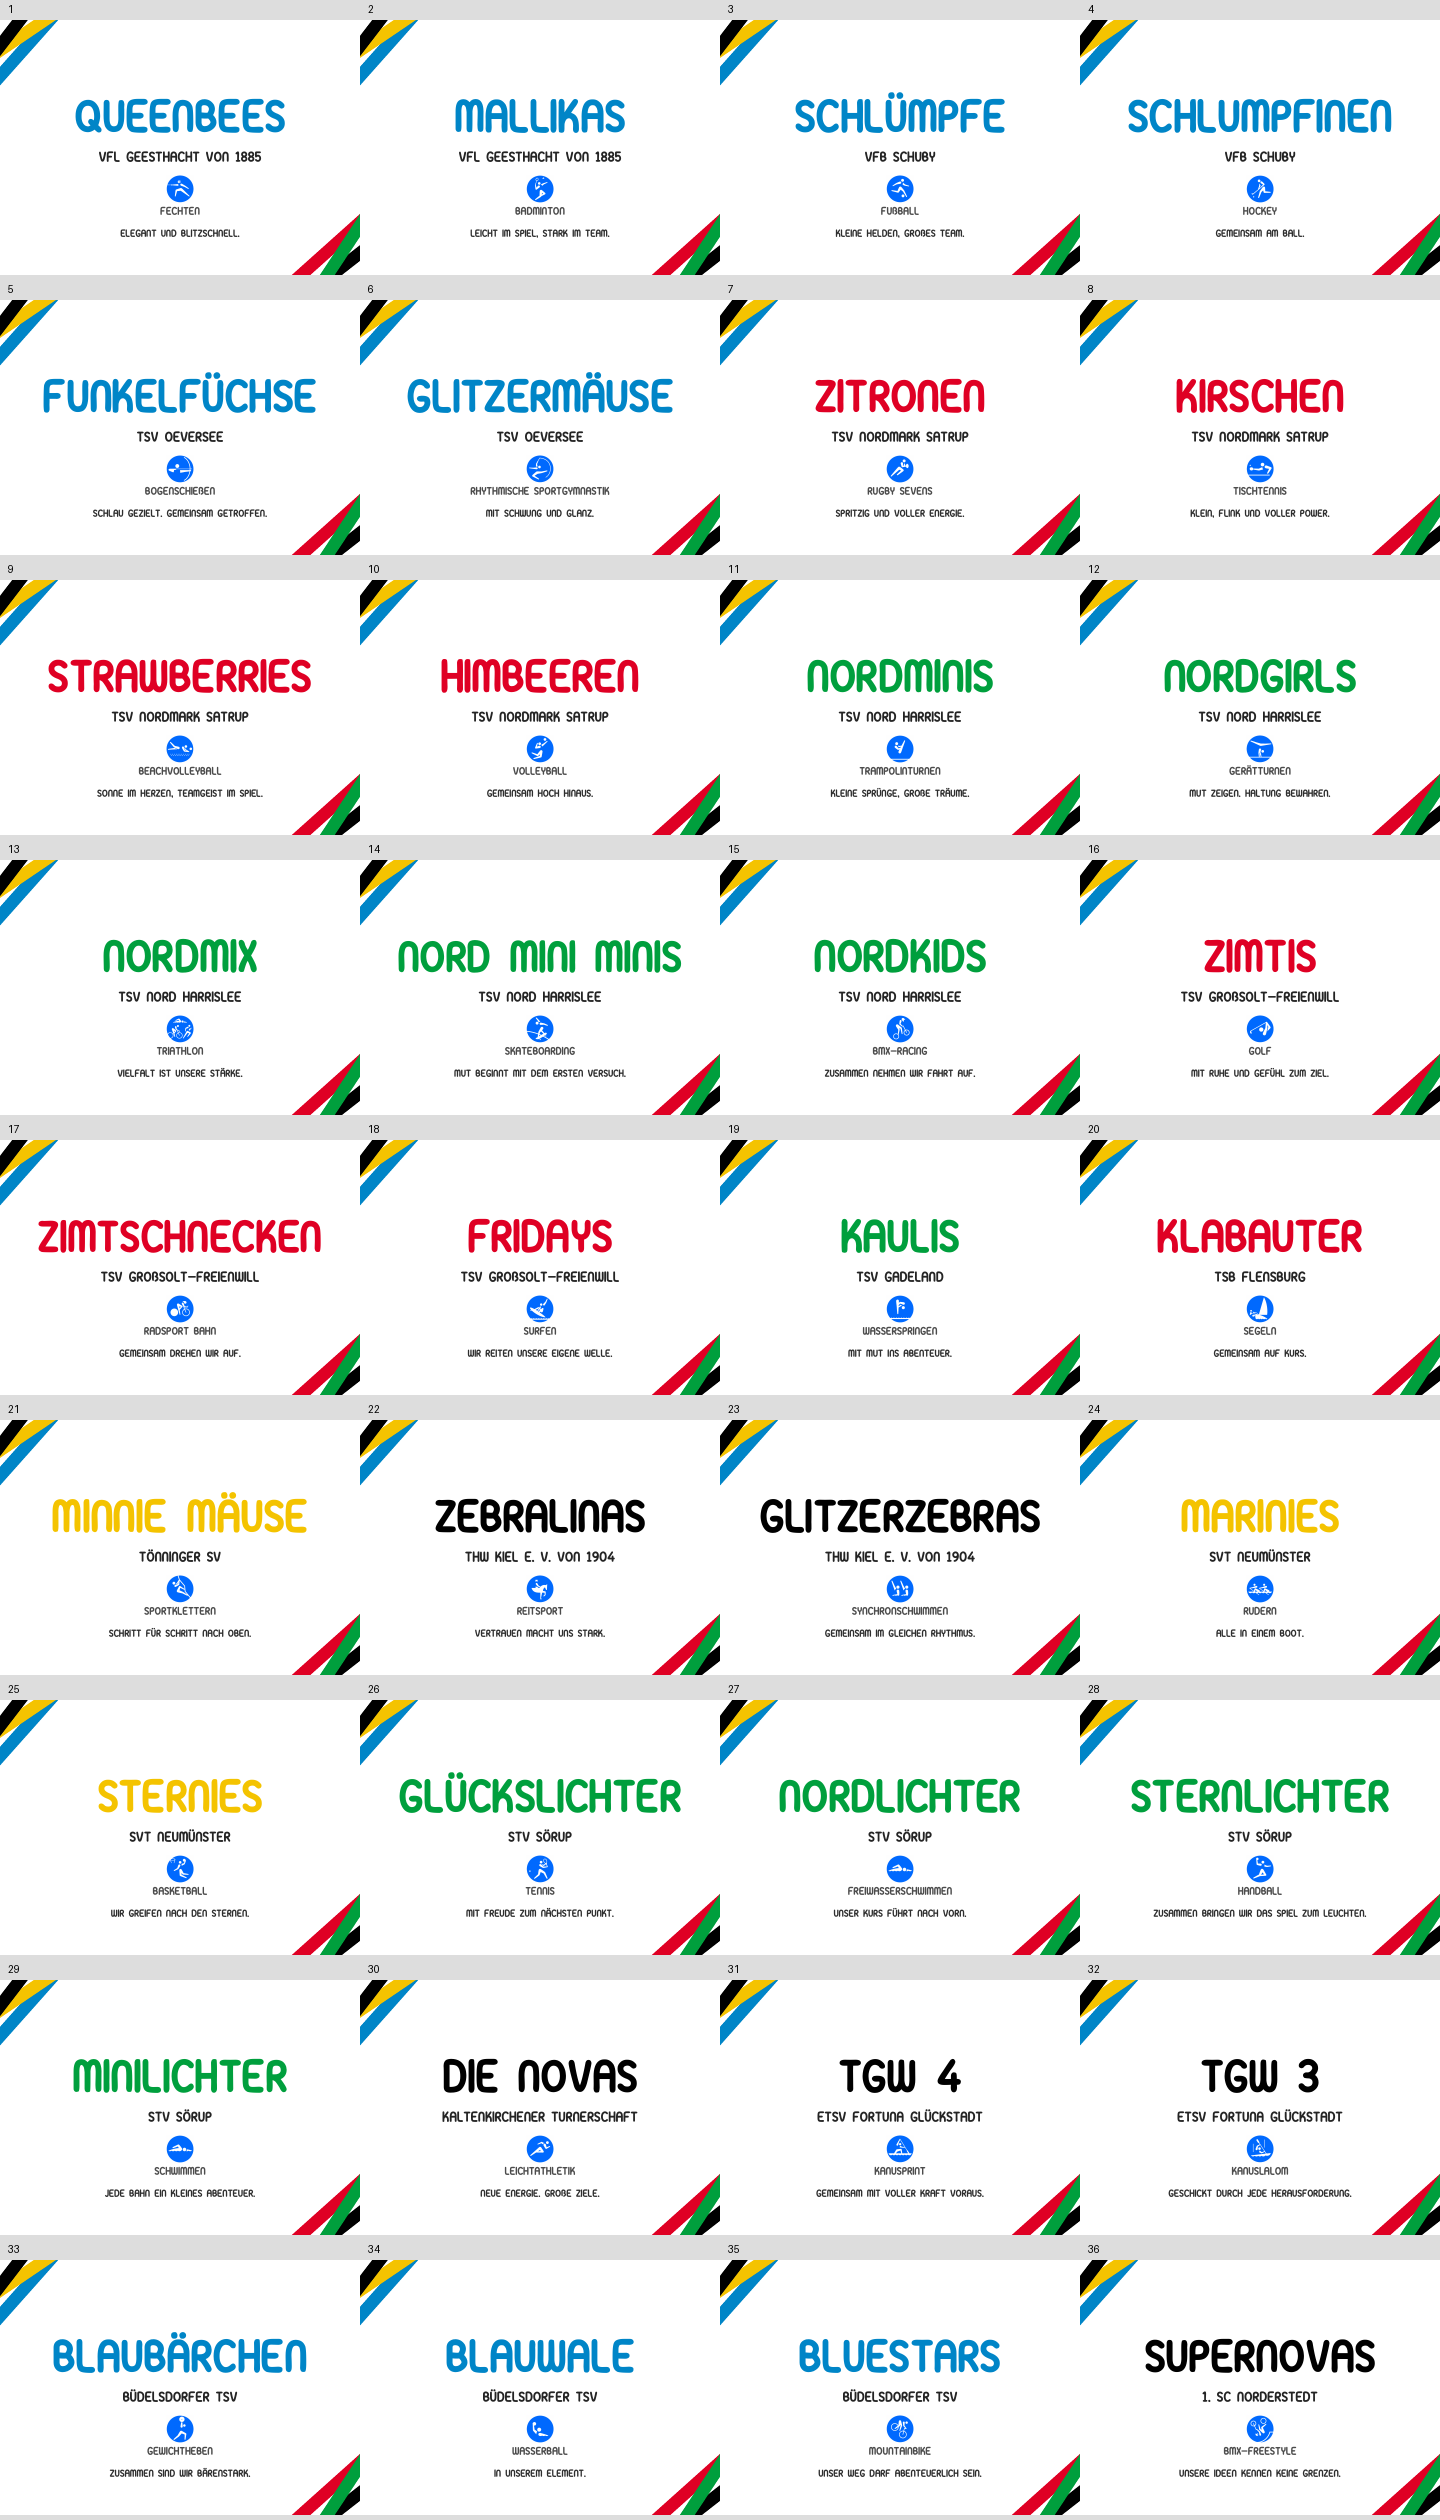 1
QUEENBEES
VFL GEESTHACHT VON 1885
FECHTEN
ELEGANT UND BLITZSCHNELL.
2
MALLIKAS
VFL GEESTHACHT VON 1885
BADMINTON
LEICHT IM SPIEL, STARK IM TEAM.
3
SCHLÜMPFE
VFB SCHUBY
FUßBALL
KLEINE HELDEN, GROßES TEAM.
4
SCHLUMPFINEN
VFB SCHUBY
HOCKEY
GEMEINSAM AM BALL.
5
FUNKELFÜCHSE
TSV OEVERSEE
BOGENSCHIEßEN
SCHLAU GEZIELT. GEMEINSAM GETROFFEN.
6
GLITZERMÄUSE
TSV OEVERSEE
RHYTHMISCHE SPORTGYMNASTIK
MIT SCHWUNG UND GLANZ.
7
ZITRONEN
TSV NORDMARK SATRUP
RUGBY SEVENS
SPRITZIG UND VOLLER ENERGIE.
8
KIRSCHEN
TSV NORDMARK SATRUP
TISCHTENNIS
KLEIN, FLINK UND VOLLER POWER.
9
STRAWBERRIES
TSV NORDMARK SATRUP
BEACHVOLLEYBALL
SONNE IM HERZEN, TEAMGEIST IM SPIEL.
10
HIMBEEREN
TSV NORDMARK SATRUP
VOLLEYBALL
GEMEINSAM HOCH HINAUS.
11
NORDMINIS
TSV NORD HARRISLEE
TRAMPOLINTURNEN
KLEINE SPRÜNGE, GROßE TRÄUME.
12
NORDGIRLS
TSV NORD HARRISLEE
GERÄTTURNEN
MUT ZEIGEN. HALTUNG BEWAHREN.
13
NORDMIX
TSV NORD HARRISLEE
TRIATHLON
VIELFALT IST UNSERE STÄRKE.
14
NORD MINI MINIS
TSV NORD HARRISLEE
SKATEBOARDING
MUT BEGINNT MIT DEM ERSTEN VERSUCH.
15
NORDKIDS
TSV NORD HARRISLEE
BMX-RACING
ZUSAMMEN NEHMEN WIR FAHRT AUF.
16
ZIMTIS
TSV GROßSOLT-FREIENWILL
GOLF
MIT RUHE UND GEFÜHL ZUM ZIEL.
17
ZIMTSCHNECKEN
TSV GROßSOLT-FREIENWILL
RADSPORT BAHN
GEMEINSAM DREHEN WIR AUF.
18
FRIDAYS
TSV GROßSOLT-FREIENWILL
SURFEN
WIR REITEN UNSERE EIGENE WELLE.
19
KAULIS
TSV GADELAND
WASSERSPRINGEN
MIT MUT INS ABENTEUER.
20
KLABAUTER
TSB FLENSBURG
SEGELN
GEMEINSAM AUF KURS.
21
MINNIE MÄUSE
TÖNNINGER SV
SPORTKLETTERN
SCHRITT FÜR SCHRITT NACH OBEN.
22
ZEBRALINAS
THW KIEL E. V. VON 1904
REITSPORT
VERTRAUEN MACHT UNS STARK.
23
GLITZERZEBRAS
THW KIEL E. V. VON 1904
SYNCHRONSCHWIMMEN
GEMEINSAM IM GLEICHEN RHYTHMUS.
24
MARINIES
SVT NEUMÜNSTER
RUDERN
ALLE IN EINEM BOOT.
25
STERNIES
SVT NEUMÜNSTER
BASKETBALL
WIR GREIFEN NACH DEN STERNEN.
26
GLÜCKSLICHTER
STV SÖRUP
TENNIS
MIT FREUDE ZUM NÄCHSTEN PUNKT.
27
NORDLICHTER
STV SÖRUP
FREIWASSERSCHWIMMEN
UNSER KURS FÜHRT NACH VORN.
28
STERNLICHTER
STV SÖRUP
HANDBALL
ZUSAMMEN BRINGEN WIR DAS SPIEL ZUM LEUCHTEN.
29
MINILICHTER
STV SÖRUP
SCHWIMMEN
JEDE BAHN EIN KLEINES ABENTEUER.
30
DIE NOVAS
KALTENKIRCHENER TURNERSCHAFT
LEICHTATHLETIK
NEUE ENERGIE. GROßE ZIELE.
31
TGW 4
ETSV FORTUNA GLÜCKSTADT
KANUSPRINT
GEMEINSAM MIT VOLLER KRAFT VORAUS.
32
TGW 3
ETSV FORTUNA GLÜCKSTADT
KANUSLALOM
GESCHICKT DURCH JEDE HERAUSFORDERUNG.
33
BLAUBÄRCHEN
BÜDELSDORFER TSV
GEWICHTHEBEN
ZUSAMMEN SIND WIR BÄRENSTARK.
34
BLAUWALE
BÜDELSDORFER TSV
WASSERBALL
IN UNSEREM ELEMENT.
35
BLUESTARS
BÜDELSDORFER TSV
MOUNTAINBIKE
UNSER WEG DARF ABENTEUERLICH SEIN.
36
SUPERNOVAS
1. SC NORDERSTEDT
BMX-FREESTYLE
UNSERE IDEEN KENNEN KEINE GRENZEN.